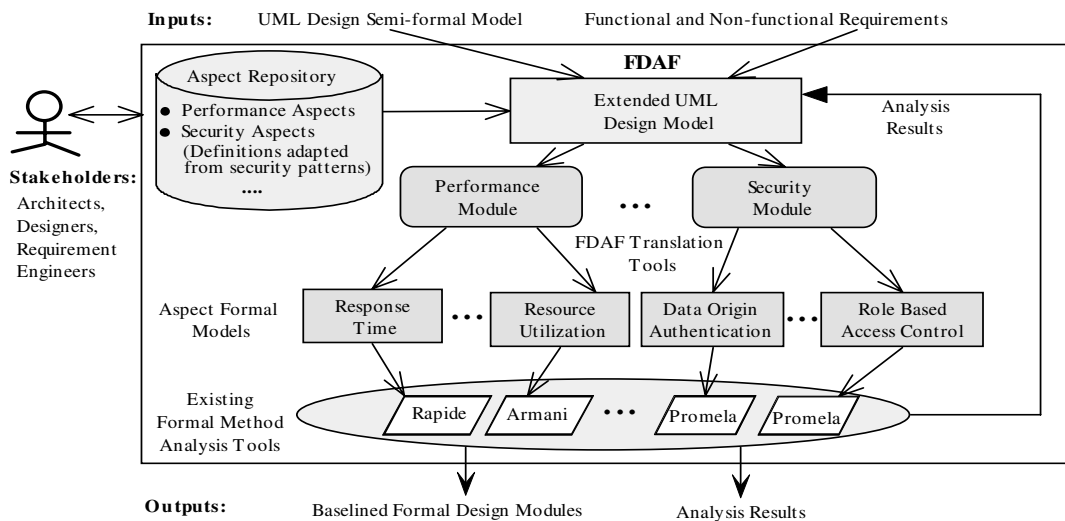 Inputs: UML Design Semi-formal Model Functional and Non-functional Requirements
FDAF
Aspect Repository
● Performance Aspects
● Security Aspects
(Definitions adapted
from security patterns)
....
Extended UML
Design Model
Analysis
Results
Stakeholders:
Architects,
Designers,
Requirement
Engineers
Performance
Module
...
Security
Module
FDAF Translation
Tools
Aspect Formal
Models
Response
Time
...
Resource
Utilization
Data Origin
Authentication
...
Role Based
Access Control
Existing
Formal Method
Analysis Tools
Rapide
Armani
...
Promela
Promela
Outputs: Baselined Formal Design Modules Analysis Results